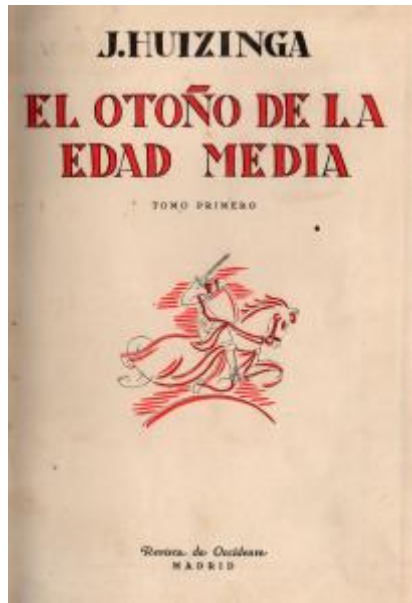 J. HUIZINGA
EL OTOÑO DE LA
EDAD MEDIA
TOMO PRIMERO
Revista de Occidente
MADRID